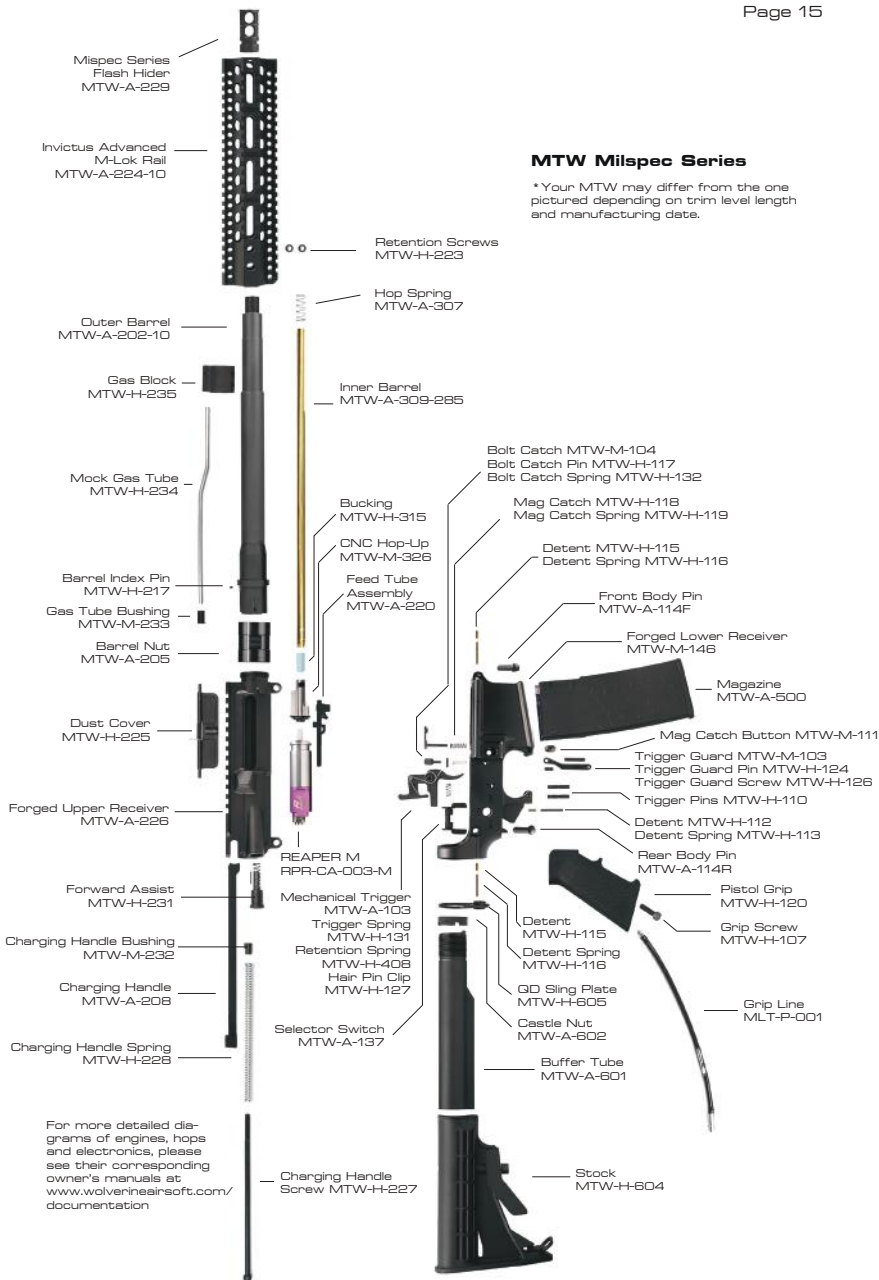 Page 15
Mispec Series
Flash Hider
MTW-A-229
Invictus Advanced
M-Lok Rail
MTW-A-224-10
MTW Milspec Series
*Your MTW may differ from the one
pictured depending on trim level length
and manufacturing date.
Retention Screws
MTW-H-223
Hop Spring
MTW-A-307
Outer Barrel
MTW-A-202-10
Gas Block
MTW-H-235
Inner Barrel
MTW-A-309-285
Mock Gas Tube
MTW-H-234
Bolt Catch MTW-M-104
Bolt Catch Pin MTW-H-117
Bolt Catch Spring MTW-H-132
Mag Catch MTW-H-118
Mag Catch Spring MTW-H-119
Bucking
MTW-H-315
CNC Hop-Up
MTW-M-326
Feed Tube
Assembly
MTW-A-220
Detent MTW-H-115
Detent Spring MTW-H-116
Barrel Index Pin
MTW-H-217
Gas Tube Bushing
MTW-M-233
Barrel Nut
MTW-A-205
Front Body Pin
MTW-A-114F
Forged Lower Receiver
MTW-M-146
Magazine
MTW-A-500
Dust Cover
MTW-H-225
Mag Catch Button MTW-M-111
Trigger Guard MTW-M-103
Trigger Guard Pin MTW-H-124
Trigger Guard Screw MTW-H-126
Trigger Pins MTW-H-110
Forged Upper Receiver
MTW-A-226
Detent MTW-H-112
Detent Spring MTW-H-113
Rear Body Pin
MTW-A-114R
REAPER M
RPR-CA-003-M
Forward Assist
MTW-H-231
Mechanical Trigger
MTW-A-103
Trigger Spring
MTW-H-131
Retention Spring
MTW-H-408
Hair Pin Clip
MTW-H-127
Pistol Grip
MTW-H-120
Grip Screw
MTW-H-107
Detent
MTW-H-115
Detent Spring
MTW-H-116
Charging Handle Bushing
MTW-M-232
Charging Handle
MTW-A-208
QD Sling Plate
MTW-H-605
Castle Nut
MTW-A-602
Grip Line
MLT-P-001
Selector Switch
MTW-A-137
Charging Handle Spring
MTW-H-228
Buffer Tube
MTW-A-601
For more detailed dia-
grams of engines, hops
and electronics, please
see their corresponding
owner's manuals at
www.wolverineairsoft.com/
documentation
Charging Handle
Screw MTW-H-227
Stock
MTW-H-604